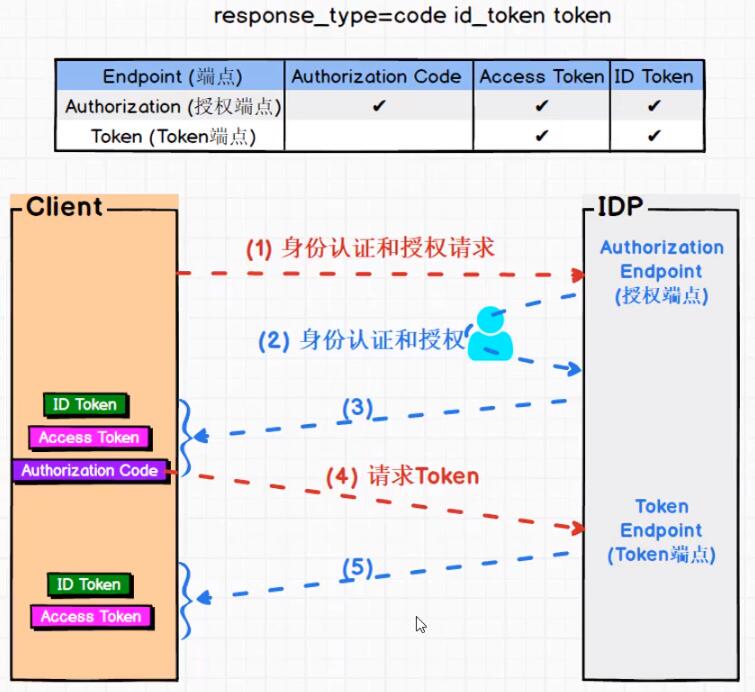 response_type=code id_token token
Endpoint (端点) Authorization Code Access Token ID Token
Authorization (授权端点) ✔ ✔ ✔
Token (Token端点) ✔ ✔
Client
IDP
(1) 身份认证和授权请求
Authorization
Endpoint
(授权端点)
(2) 身份认证和授权
ID Token
(3)
Access Token
Authorization Code
(4) 请求Token
Token
Endpoint
(Token端点)
(5)
ID Token
Access Token